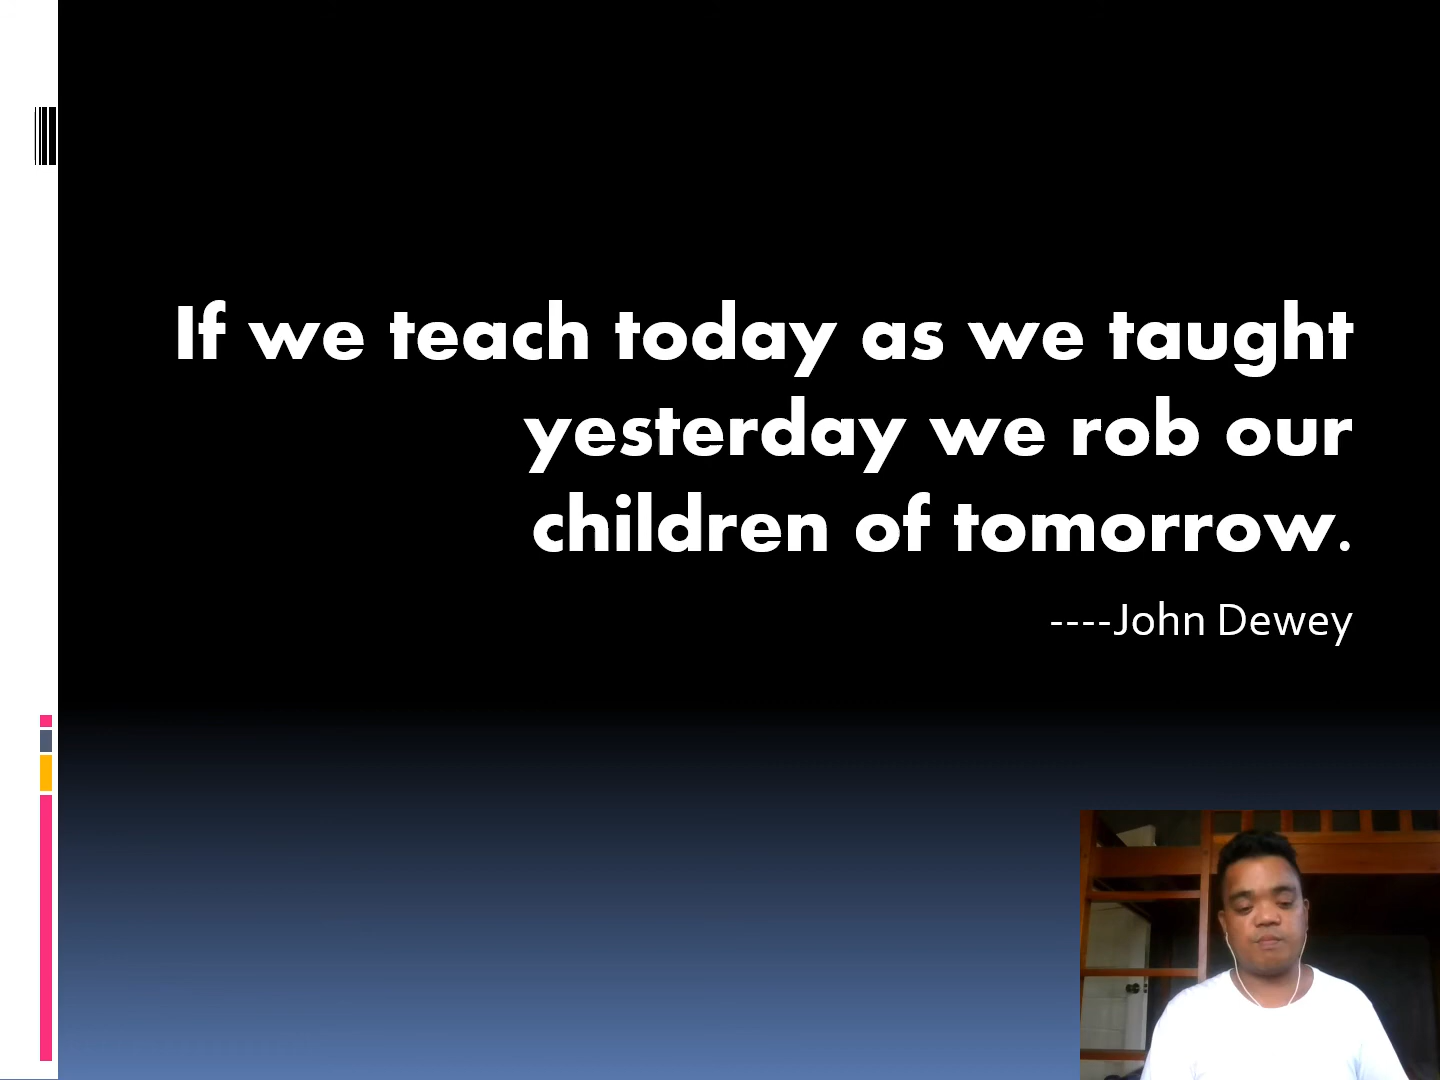 If we teach today as we taught
yesterday we rob our
children of tomorrow.
----John Dewey